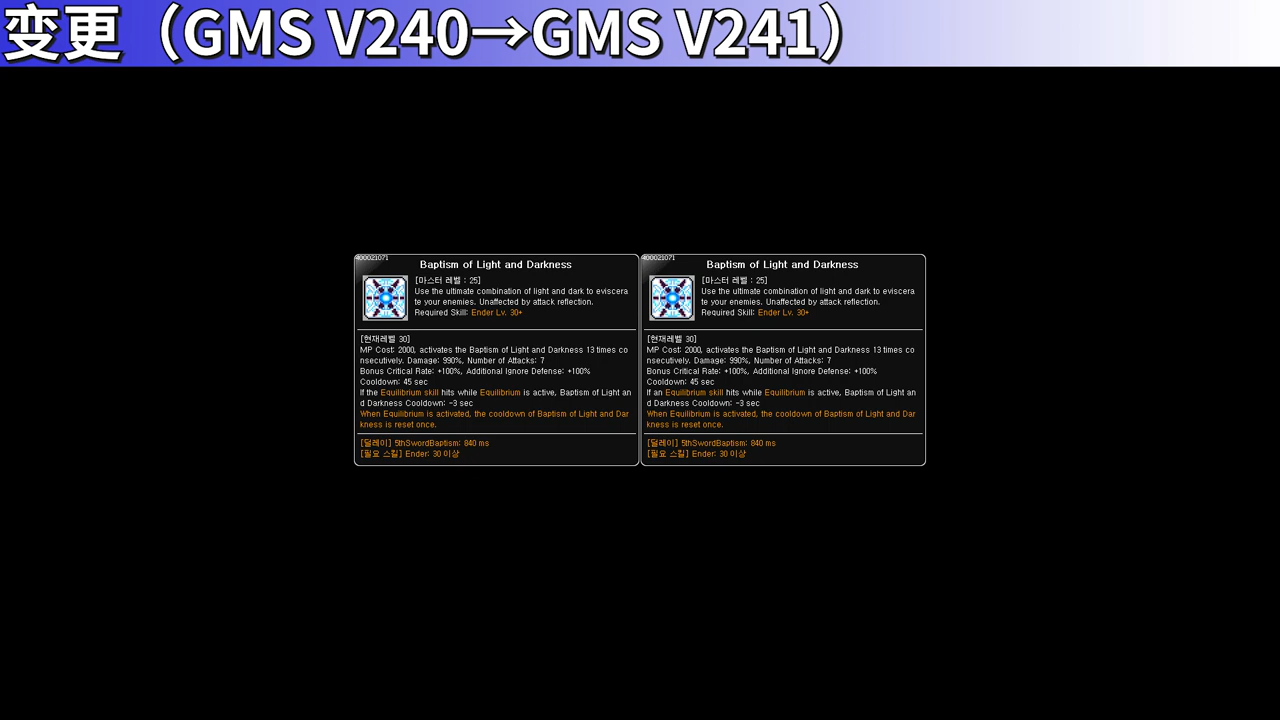 变更（GMS V240→GMS V241）
400021071
Baptism of Light and Darkness
[마스터 레벨 : 25]
Use the ultimate combination of light and dark to eviscera
te your enemies. Unaffected by attack reflection.
Required Skill: Ender Lv. 30+
[현재레벨 30]
MP Cost: 2000, activates the Baptism of Light and Darkness 13 times co
nsecutively. Damage: 990%, Number of Attacks: 7
Bonus Critical Rate: +100%, Additional Ignore Defense: +100%
Cooldown: 45 sec
If the Equilibrium skill hits while Equilibrium is active, Baptism of Light an
d Darkness Cooldown: -3 sec
When Equilibrium is activated, the cooldown of Baptism of Light and Dar
kness is reset once.
[딜레이] 5thSwordBaptism: 840 ms
[필요 스킬] Ender: 30 이상
400021071
Baptism of Light and Darkness
[마스터 레벨 : 25]
Use the ultimate combination of light and dark to eviscera
te your enemies. Unaffected by attack reflection.
Required Skill: Ender Lv. 30+
[현재레벨 30]
MP Cost: 2000, activates the Baptism of Light and Darkness 13 times co
nsecutively. Damage: 990%, Number of Attacks: 7
Bonus Critical Rate: +100%, Additional Ignore Defense: +100%
Cooldown: 45 sec
If an Equilibrium skill hits while Equilibrium is active, Baptism of Light an
d Darkness Cooldown: -3 sec
When Equilibrium is activated, the cooldown of Baptism of Light and Dar
kness is reset once.
[딜레이] 5thSwordBaptism: 840 ms
[필요 스킬] Ender: 30 이상